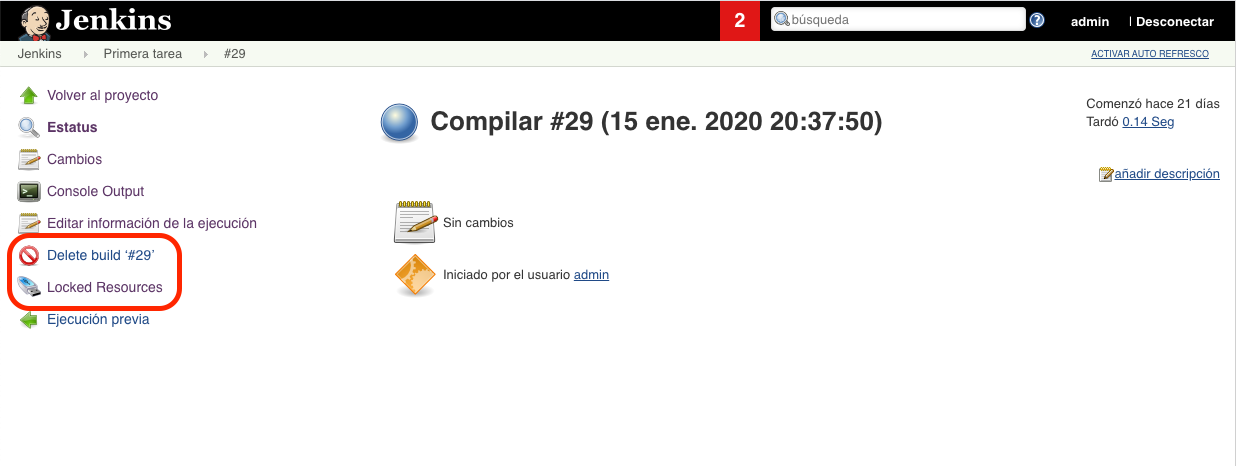 Jenkins
2
búsqueda
?
admin
| Desconectar
Jenkins
Primera tarea
#29
ACTIVAR AUTO REFRESCO
Volver al proyecto
Estatus
Cambios
Console Output
Editar información de la ejecución
Delete build ‘#29’
Locked Resources
Ejecución previa
Compilar #29 (15 ene. 2020 20:37:50)
Comenzó hace 21 días
Tardó 0.14 Seg
añadir descripción
Sin cambios
Iniciado por el usuario admin